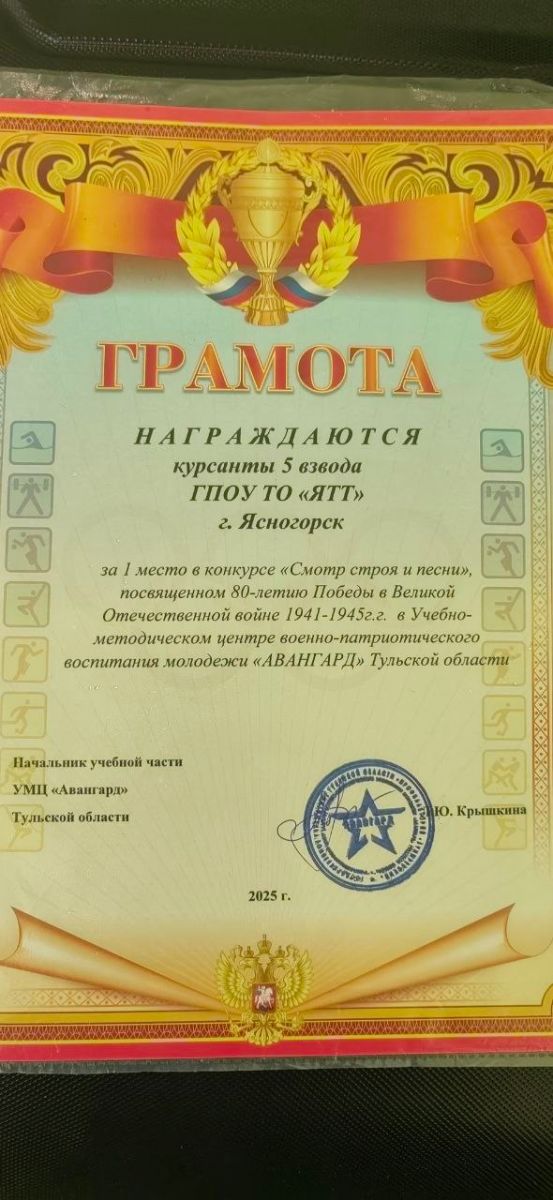 ГРАМОТА
НАГРАЖДАЮТСЯ
курсанты 5 взвода
ГПОУ ТО «ЯТТ»
г. Ясногорск
за 1 место в конкурсе «Смотр строя и песни»,
посвященном 80-летию Победы в Великой
Отечественной войне 1941-1945г.г. в Учебно-
методическом центре военно-патриотического
воспитания молодежи «АВАНГАРД» Тульской области
Начальник учебной части
УМЦ «Авангард»
Тульской области
Ю. Крышкина
АВАНГАРД
2025 г.